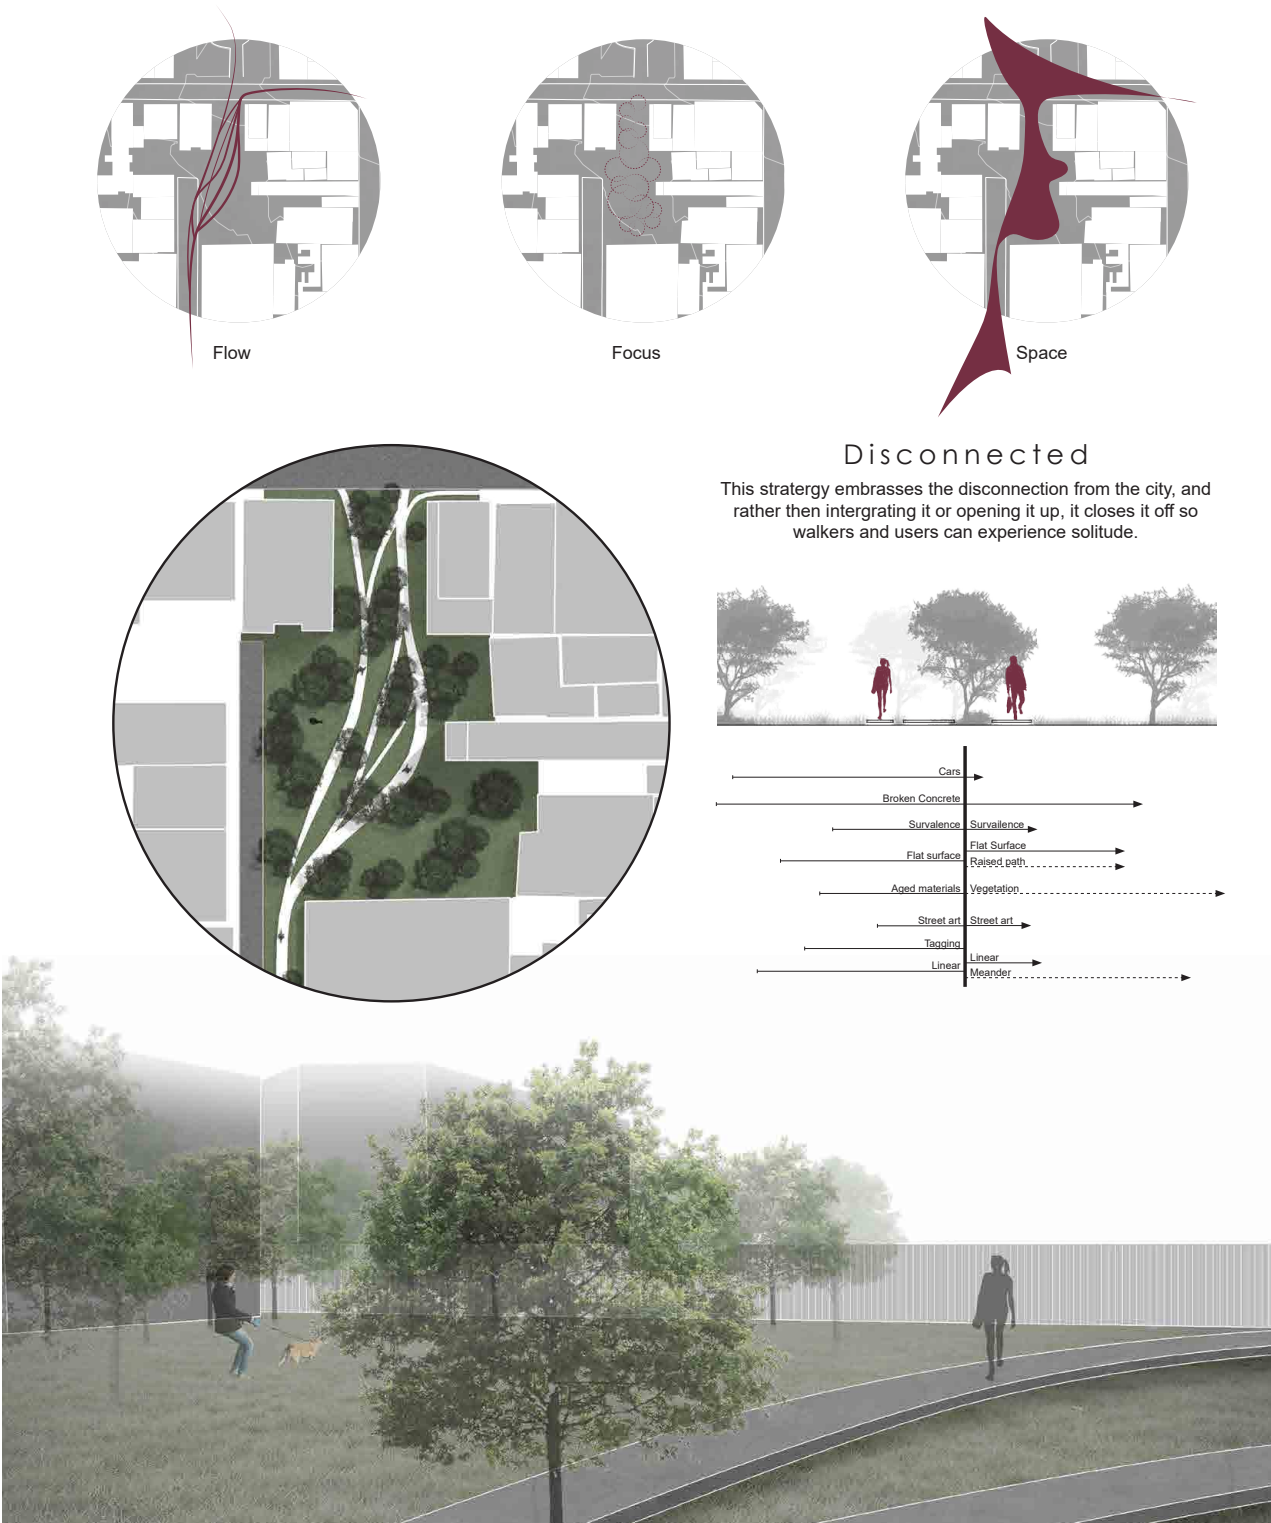 Flow
Focus
Space
Disconnected
This stratergy embrasses the disconnection from the city, and
rather then intergrating it or opening it up, it closes it off so
walkers and users can experience solitude.
Cars
Broken Concrete
Survalence Survailence
Flat Surface
Flat surface
Raised path
Aged materials Vegetation
Street art Street art
Tagging
Linear
Linear
Meander